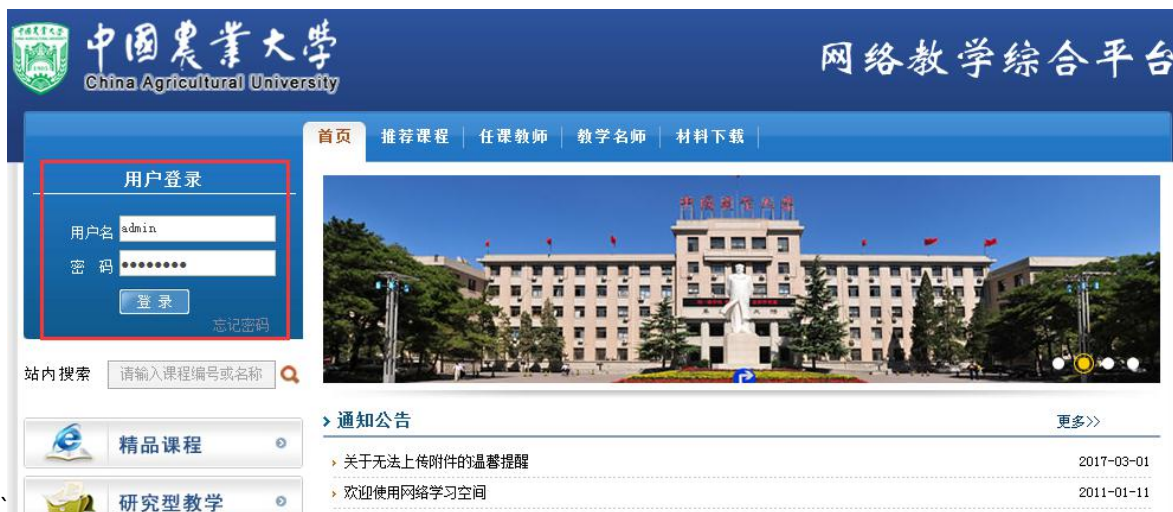 中國農業大學
China Agricultural University
网络教学综合平台
首页 推荐课程 任课教师 教学名师 材料下载
用户登录
用户名 admin
密 码 ●●●●●●●●
登 录
忘记密码
站内搜索 请输入课程编号或名称
精品课程
研究型教学
通知公告 更多>>
关于无法上传附件的温馨提醒 2017-03-01
欢迎使用网络学习空间 2011-01-11